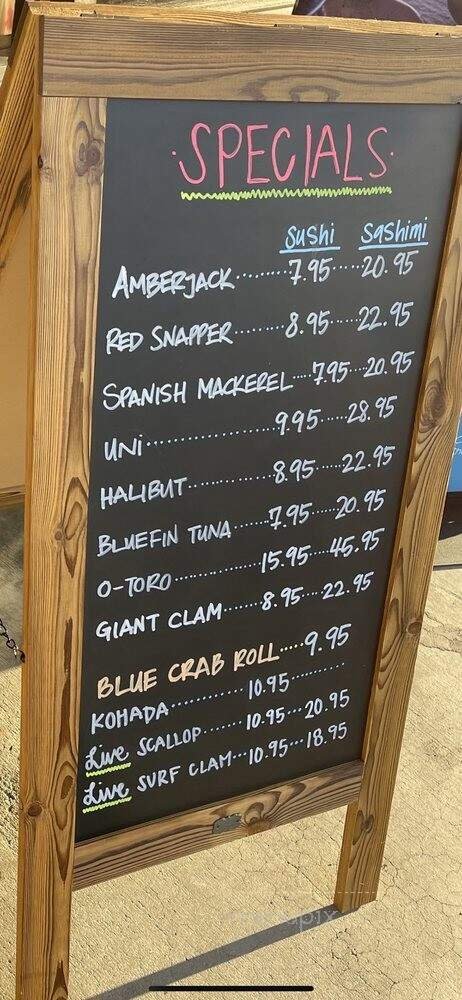 ·SPECIALS·
Sushi Sashimi
AMBERJACK........7.95.....20.95
RED SNAPPER........8.95.....22.95
SPANISH MACKEREL....7.95...20.95
UNI..................9.95.....28.95
HALIBUT.............8.95.....22.95
BLUEFIN TUNA......7.95.....20.95
O-TORO.............15.95....45.95
GIANT CLAM......8.95...22.95
BLUE CRAB ROLL.....9.95
KOHADA...........10.95........
Live SCALLOP......10.95...20.95
Live SURF CLAM...10.95...18.95